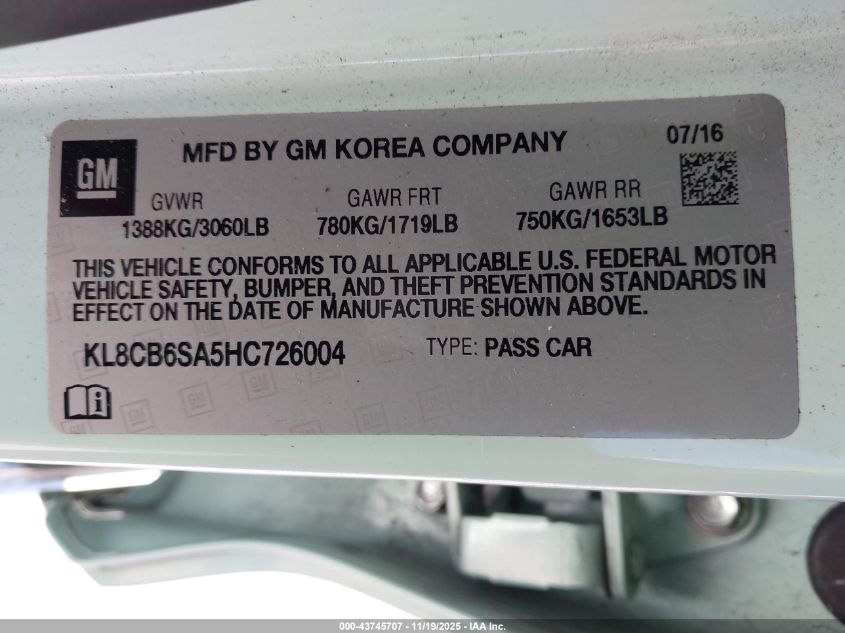 MFD BY GM KOREA COMPANY 07/16
GM
GVWR GAWR FRT GAWR RR
1388KG/3060LB 780KG/1719LB 750KG/1653LB
THIS VEHICLE CONFORMS TO ALL APPLICABLE U.S. FEDERAL MOTOR
VEHICLE SAFETY, BUMPER, AND THEFT PREVENTION STANDARDS IN
EFFECT ON THE DATE OF MANUFACTURE SHOWN ABOVE.
KL8CB6SA5HC726004 TYPE: PASS CAR
000-43745707 - 11/19/2025 - IAA Inc.